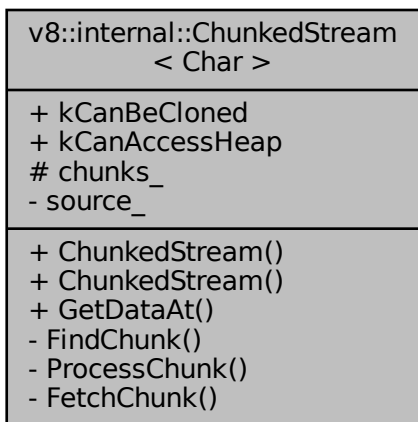 v8::internal::ChunkedStream
< Char >
+ kCanBeCloned
+ kCanAccessHeap
# chunks_
- source_
+ ChunkedStream()
+ ChunkedStream()
+ GetDataAt()
- FindChunk()
- ProcessChunk()
- FetchChunk()